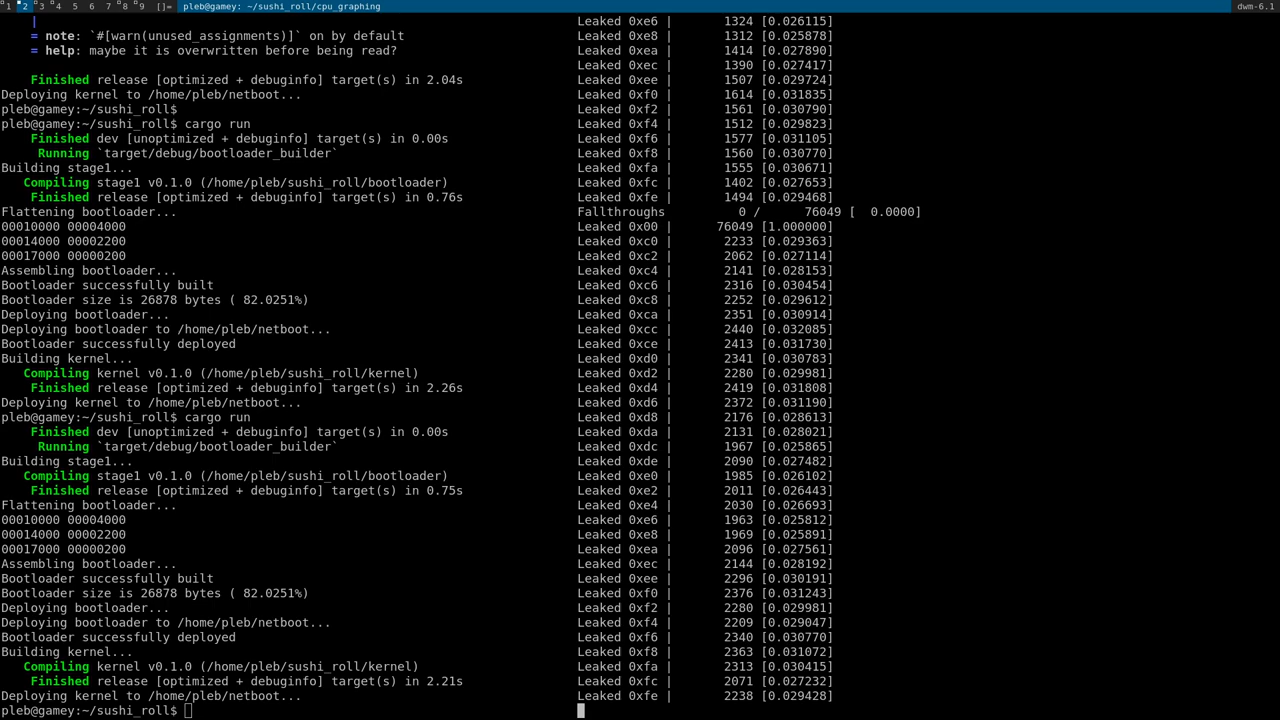 1 2 3 4 5 6 7 8 9 []= pleb@gamey: ~/sushi_roll/cpu_graphing dwm-6.1
|
= note: `#[warn(unused_assignments)]` on by default
= help: maybe it is overwritten before being read?
Finished release [optimized + debuginfo] target(s) in 2.04s
Deploying kernel to /home/pleb/netboot...
pleb@gamey:~/sushi_roll$
pleb@gamey:~/sushi_roll$ cargo run
Finished dev [unoptimized + debuginfo] target(s) in 0.00s
Running `target/debug/bootloader_builder`
Building stage1...
Compiling stage1 v0.1.0 (/home/pleb/sushi_roll/bootloader)
Finished release [optimized + debuginfo] target(s) in 0.76s
Flattening bootloader...
00010000 00004000
00014000 00002200
00017000 00000200
Assembling bootloader...
Bootloader successfully built
Bootloader size is 26878 bytes ( 82.0251%)
Deploying bootloader...
Deploying bootloader to /home/pleb/netboot...
Bootloader successfully deployed
Building kernel...
Compiling kernel v0.1.0 (/home/pleb/sushi_roll/kernel)
Finished release [optimized + debuginfo] target(s) in 2.26s
Deploying kernel to /home/pleb/netboot...
pleb@gamey:~/sushi_roll$ cargo run
Finished dev [unoptimized + debuginfo] target(s) in 0.00s
Running `target/debug/bootloader_builder`
Building stage1...
Compiling stage1 v0.1.0 (/home/pleb/sushi_roll/bootloader)
Finished release [optimized + debuginfo] target(s) in 0.75s
Flattening bootloader...
00010000 00004000
00014000 00002200
00017000 00000200
Assembling bootloader...
Bootloader successfully built
Bootloader size is 26878 bytes ( 82.0251%)
Deploying bootloader...
Deploying bootloader to /home/pleb/netboot...
Bootloader successfully deployed
Building kernel...
Compiling kernel v0.1.0 (/home/pleb/sushi_roll/kernel)
Finished release [optimized + debuginfo] target(s) in 2.21s
Deploying kernel to /home/pleb/netboot...
pleb@gamey:~/sushi_roll$
Leaked 0xe6 | 1324 [0.026115]
Leaked 0xe8 | 1312 [0.025878]
Leaked 0xea | 1414 [0.027890]
Leaked 0xec | 1390 [0.027417]
Leaked 0xee | 1507 [0.029724]
Leaked 0xf0 | 1614 [0.031835]
Leaked 0xf2 | 1561 [0.030790]
Leaked 0xf4 | 1512 [0.029823]
Leaked 0xf6 | 1577 [0.031105]
Leaked 0xf8 | 1560 [0.030770]
Leaked 0xfa | 1555 [0.030671]
Leaked 0xfc | 1402 [0.027653]
Leaked 0xfe | 1494 [0.029468]
Fallthroughs 0 / 76049 [ 0.0000]
Leaked 0x00 | 76049 [1.000000]
Leaked 0xc0 | 2233 [0.029363]
Leaked 0xc2 | 2062 [0.027114]
Leaked 0xc4 | 2141 [0.028153]
Leaked 0xc6 | 2316 [0.030454]
Leaked 0xc8 | 2252 [0.029612]
Leaked 0xca | 2351 [0.030914]
Leaked 0xcc | 2440 [0.032085]
Leaked 0xce | 2413 [0.031730]
Leaked 0xd0 | 2341 [0.030783]
Leaked 0xd2 | 2280 [0.029981]
Leaked 0xd4 | 2419 [0.031808]
Leaked 0xd6 | 2372 [0.031190]
Leaked 0xd8 | 2176 [0.028613]
Leaked 0xda | 2131 [0.028021]
Leaked 0xdc | 1967 [0.025865]
Leaked 0xde | 2090 [0.027482]
Leaked 0xe0 | 1985 [0.026102]
Leaked 0xe2 | 2011 [0.026443]
Leaked 0xe4 | 2030 [0.026693]
Leaked 0xe6 | 1963 [0.025812]
Leaked 0xe8 | 1969 [0.025891]
Leaked 0xea | 2096 [0.027561]
Leaked 0xec | 2144 [0.028192]
Leaked 0xee | 2296 [0.030191]
Leaked 0xf0 | 2376 [0.031243]
Leaked 0xf2 | 2280 [0.029981]
Leaked 0xf4 | 2209 [0.029047]
Leaked 0xf6 | 2340 [0.030770]
Leaked 0xf8 | 2363 [0.031072]
Leaked 0xfa | 2313 [0.030415]
Leaked 0xfc | 2071 [0.027232]
Leaked 0xfe | 2238 [0.029428]